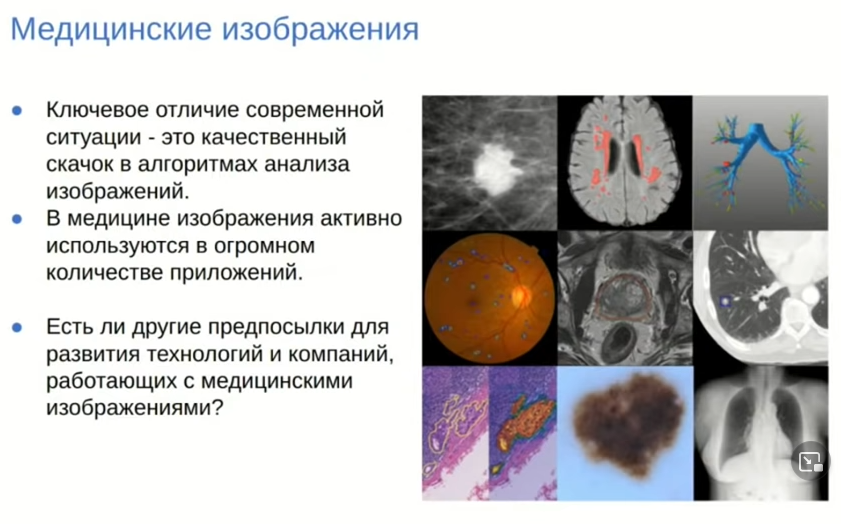 Медицинские изображения
● Ключевое отличие современной
ситуации - это качественный
скачок в алгоритмах анализа
изображений.
● В медицине изображения активно
используются в огромном
количестве приложений.
● Есть ли другие предпосылки для
развития технологий и компаний,
работающих с медицинскими
изображениями?